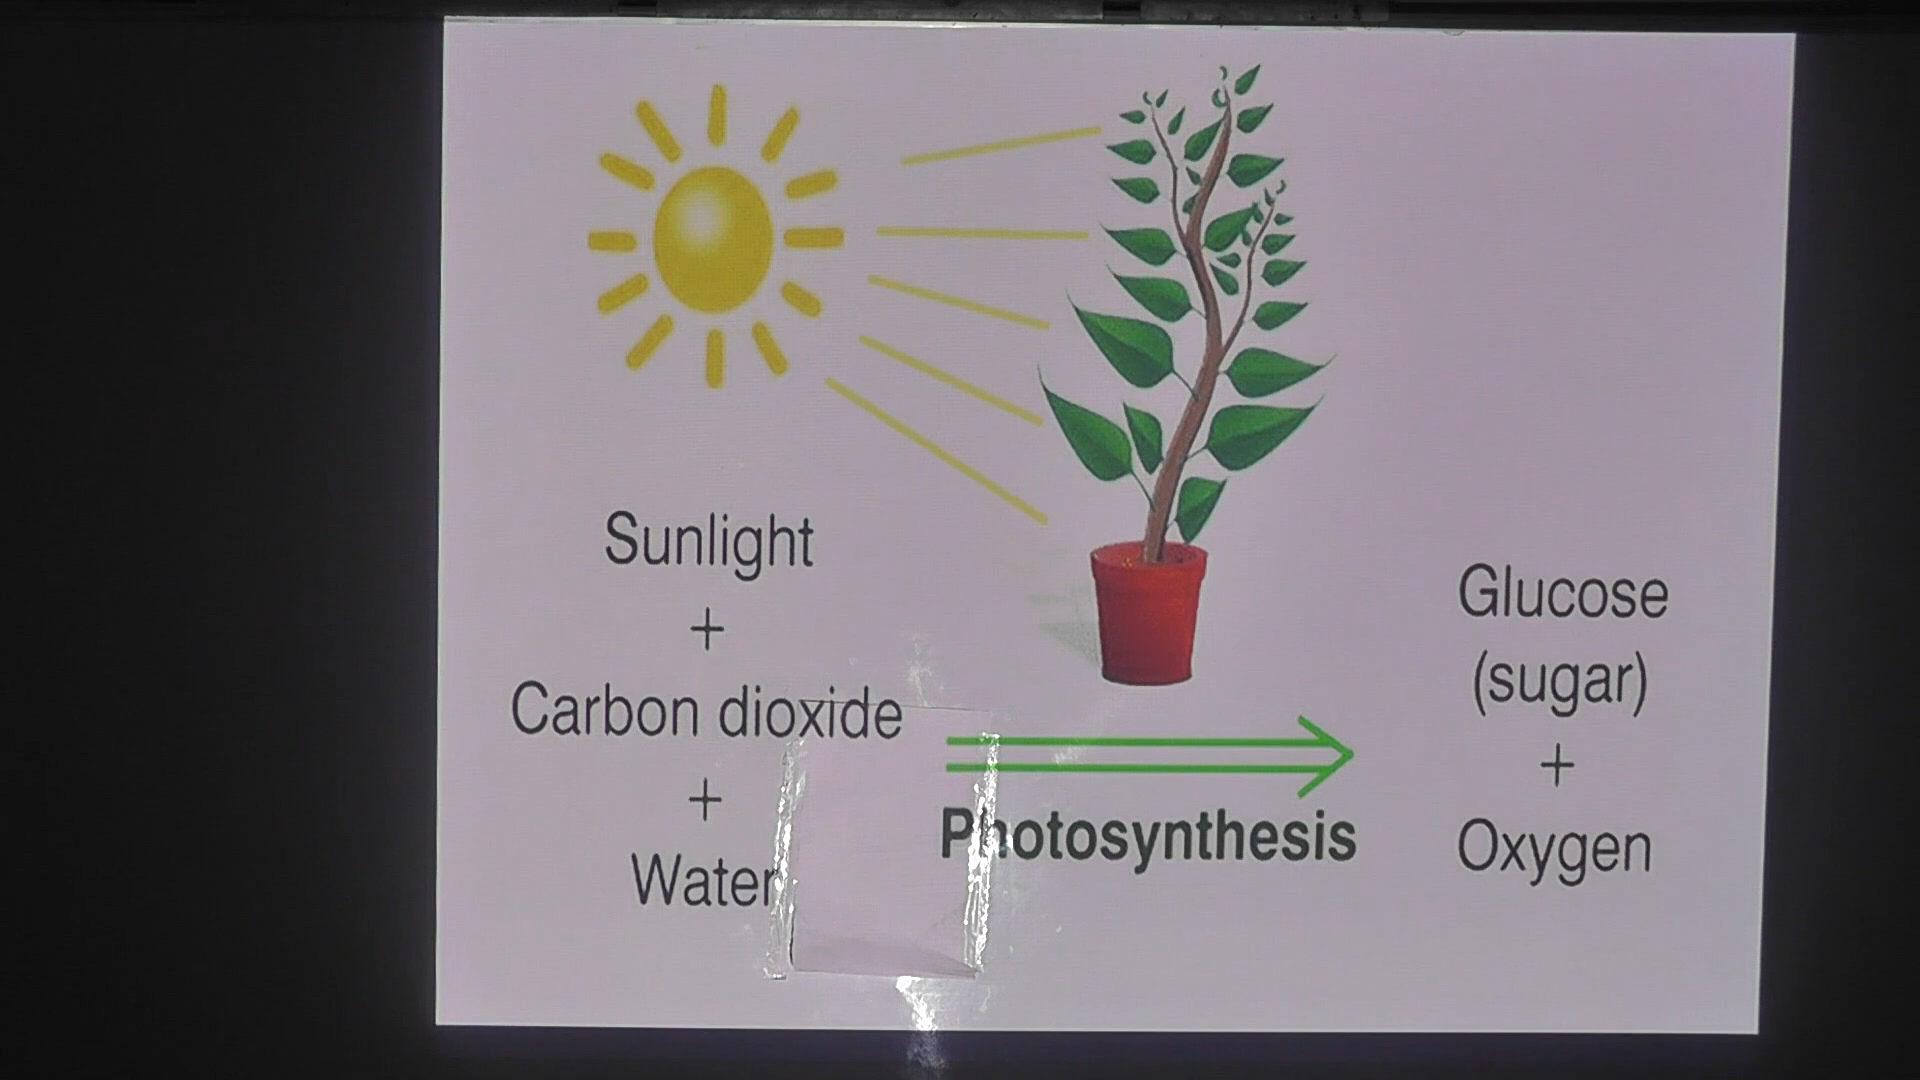 Sunlight
+
Carbon dioxide
+
Water
Photosynthesis
Glucose
(sugar)
+
Oxygen